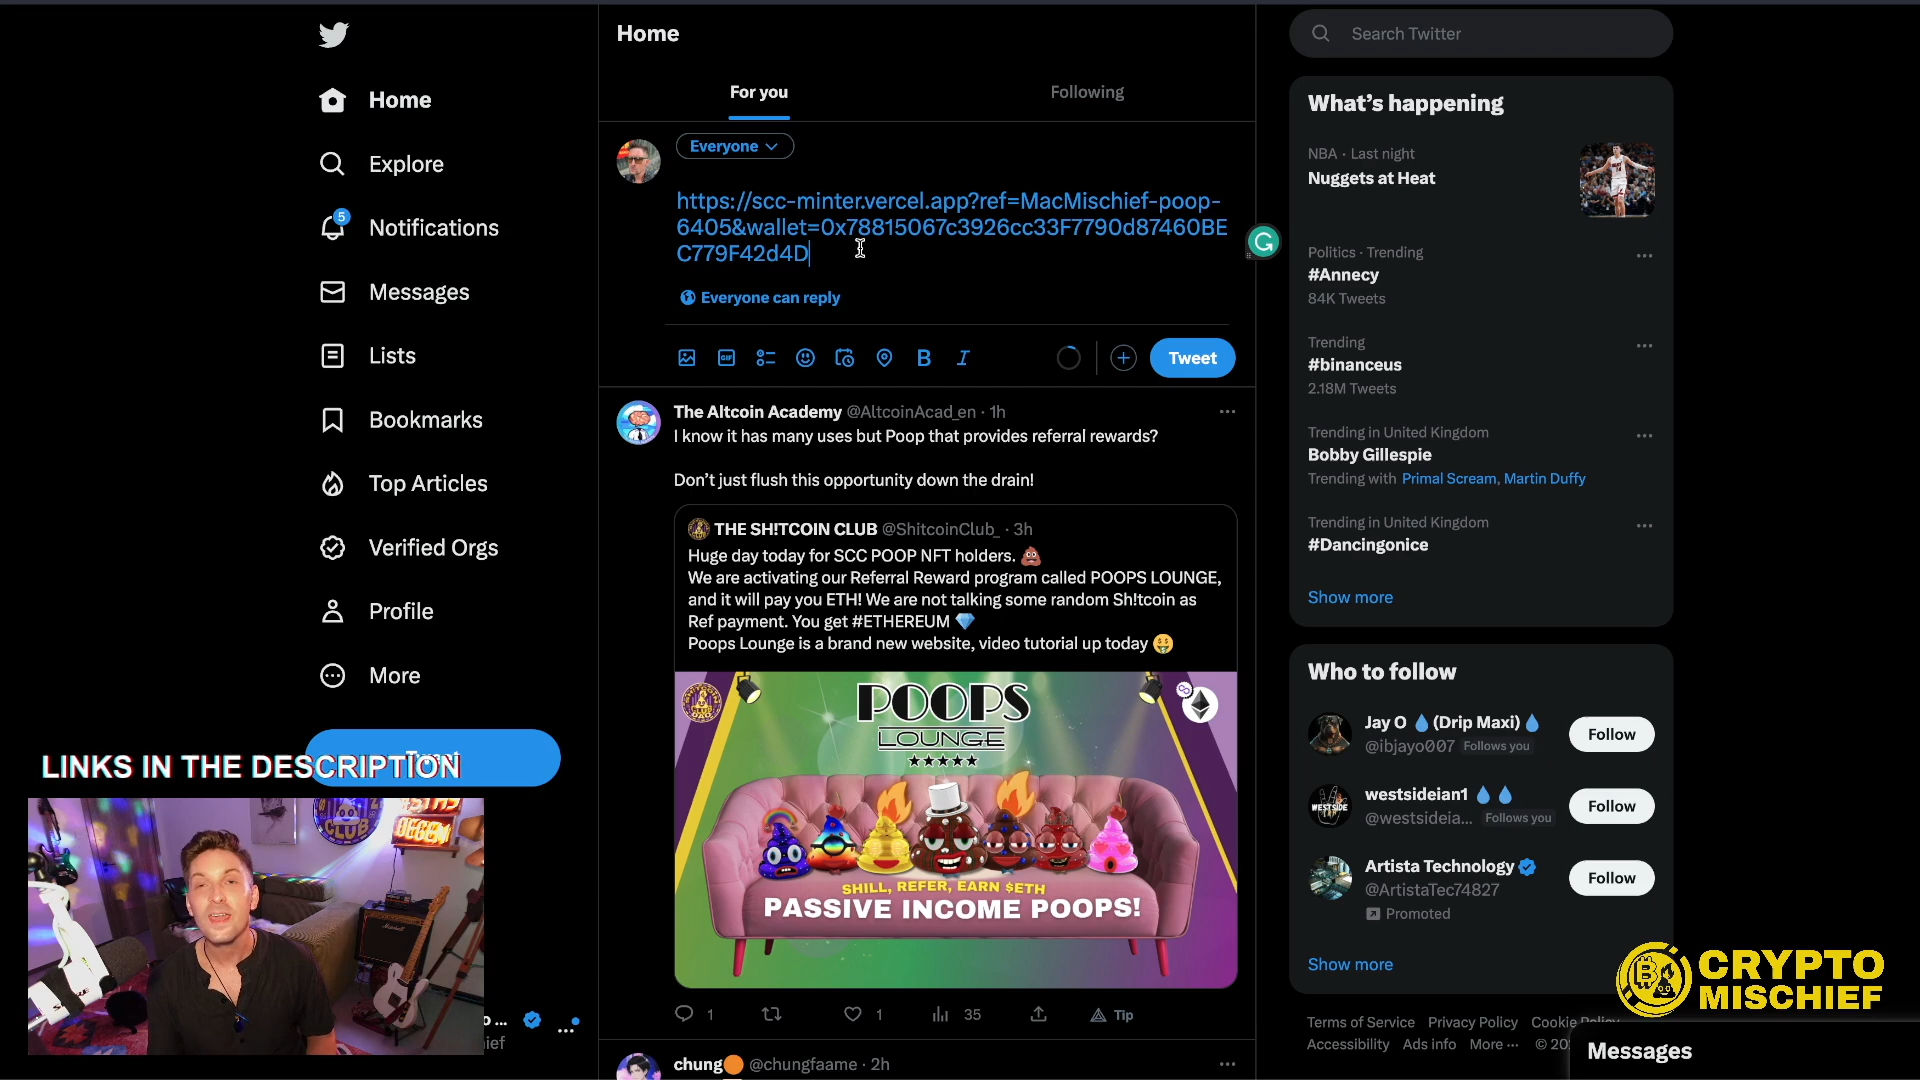 Home
Explore
5
Notifications
Messages
Lists
Bookmarks
Top Articles
Verified Orgs
Profile
More
LINKS IN THE DESCRIPTION
CLUB
Marshall
Home
For you
Following
Everyone
https://scc-minter.vercel.app?ref=MacMischief-poop-
6405&wallet=0x78815067c3926cc33F7790d87460BE
C779F42d4D
Everyone can reply
GIF
B I
Tweet
The Altcoin Academy @AltcoinAcad_en · 1h
I know it has many uses but Poop that provides referral rewards?
Don't just flush this opportunity down the drain!
THE SH!TCOIN CLUB @ShitcoinClub_ · 3h
Huge day today for SCC POOP NFT holders. 💩
We are activating our Referral Reward program called POOPS LOUNGE,
and it will pay you ETH! We are not talking some random Sh!tcoin as
Ref payment. You get #ETHEREUM 💎
Poops Lounge is a brand new website, video tutorial up today 🤑
POOPS
LOUNGE
★★★★★
SHILL, REFER, EARN $ETH
PASSIVE INCOME POOPS!
1
1
35
Tip
chung🟠 @chungfaame · 2h
Search Twitter
What's happening
NBA · Last night
Nuggets at Heat
Politics · Trending
#Annecy
84K Tweets
Trending
#binanceus
2.18M Tweets
Trending in United Kingdom
Bobby Gillespie
Trending with Primal Scream, Martin Duffy
Trending in United Kingdom
#Dancingonice
Show more
Who to follow
Jay O 💧(Drip Maxi)💧
@ibjayo007 Follows you
Follow
westsideian1 💧💧
@westsideia... Follows you
Follow
WESTSIDE
Artista Technology
@ArtistaTec74827
Promoted
Follow
Show more
Terms of Service Privacy Policy Cookie Policy
Accessibility Ads info More ··· © 20
Messages
CRYPTO
MISCHIEF